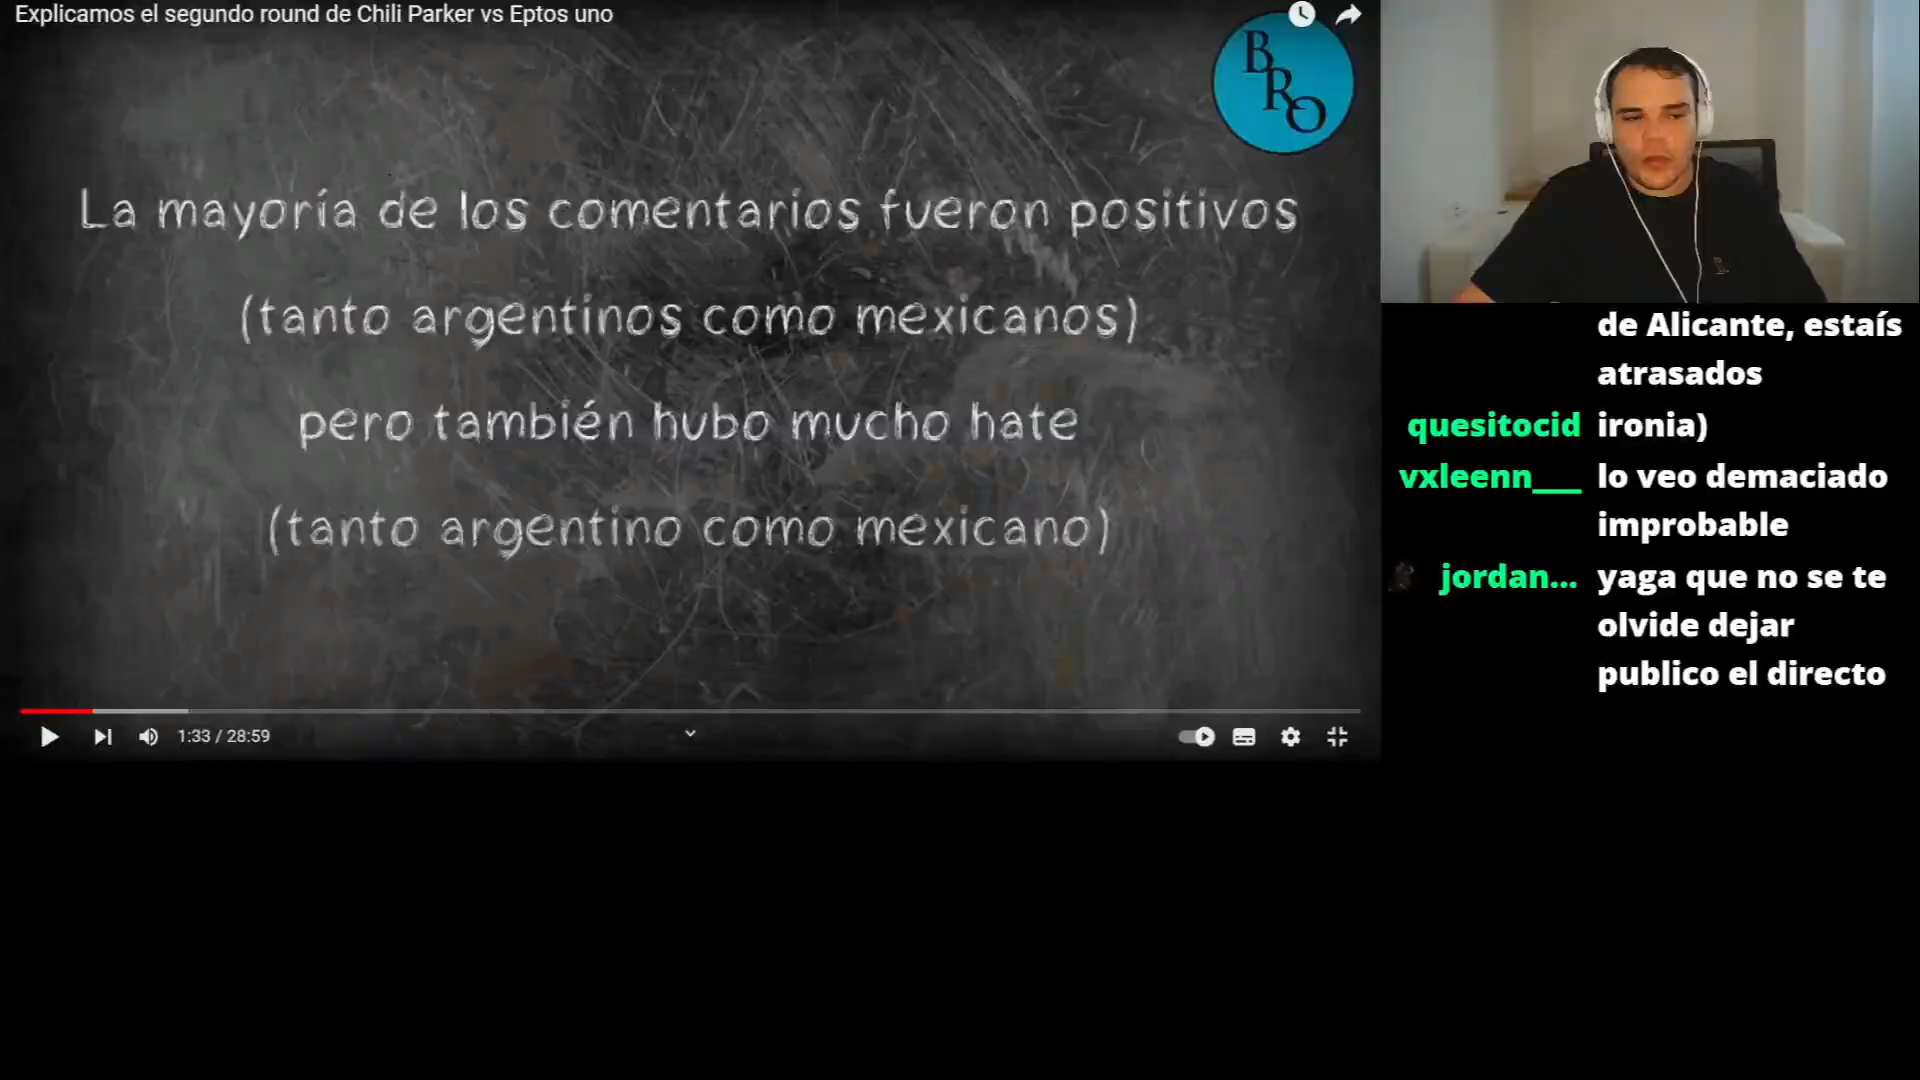 Explicamos el segundo round de Chili Parker vs Eptos uno
BRO
La mayoría de los comentarios fueron positivos
(tanto argentinos como mexicanos)
pero también hubo mucho hate
(tanto argentino como mexicano)
1:33 / 28:59
de Alicante, estaís
atrasados
quesitocid ironia)
vxleenn___ lo veo demaciado
improbable
jordan... yaga que no se te
olvide dejar
publico el directo